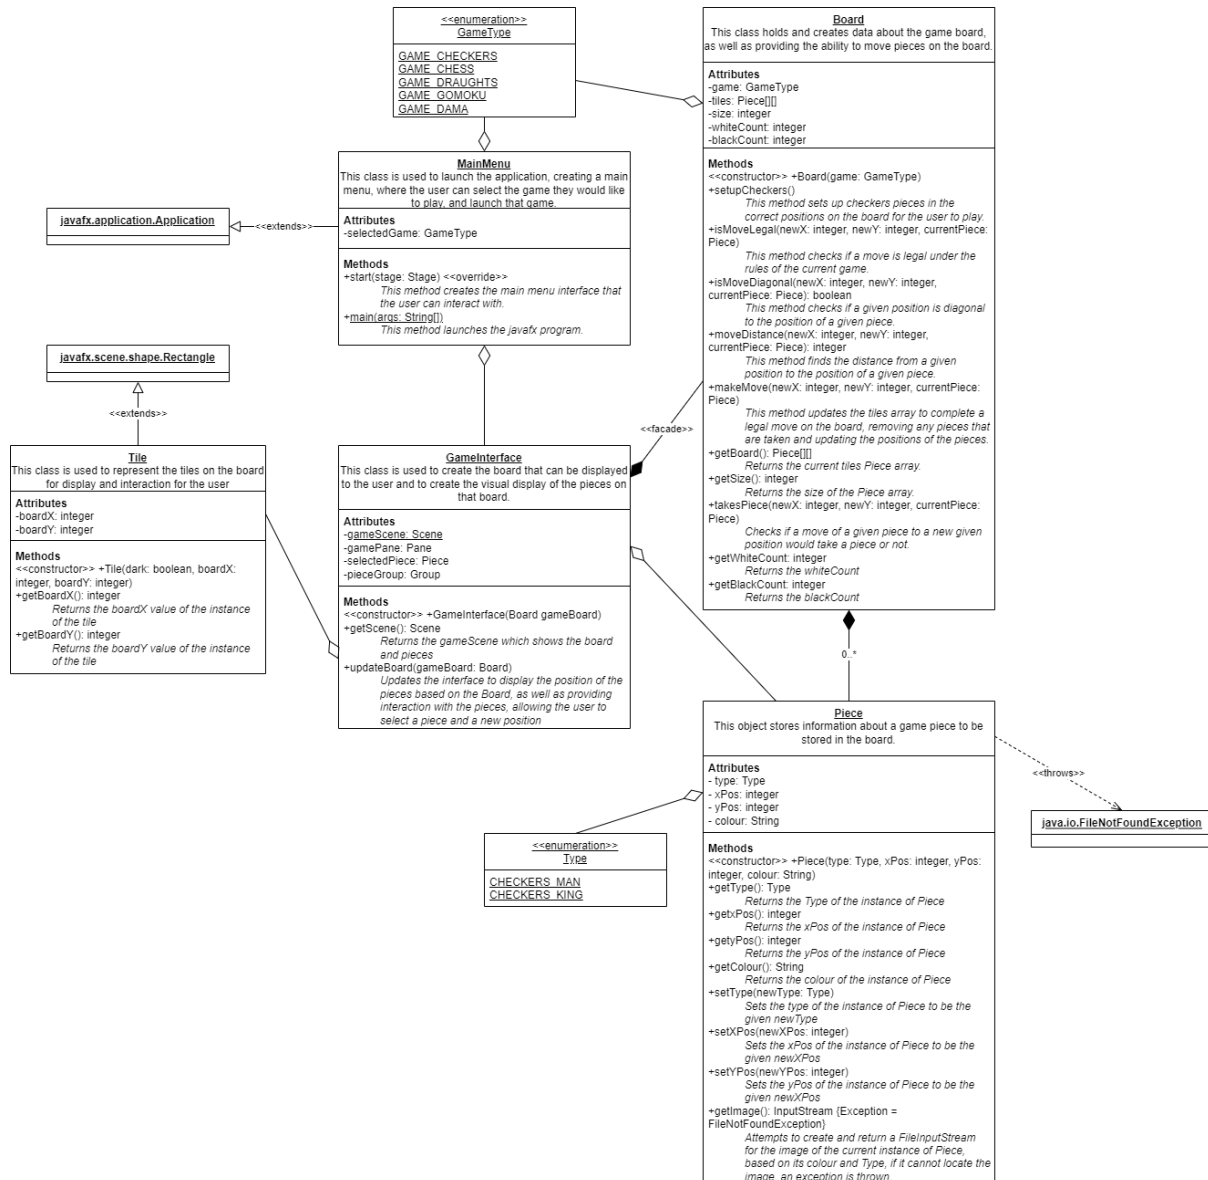 <<enumeration>>
GameType
GAME_CHECKERS
GAME_CHESS
GAME_DRAUGHTS
GAME_GOMOKU
GAME_DAMA
Board
This class holds and creates data about the game board,
as well as providing the ability to move pieces on the board.
Attributes
-game: GameType
-tiles: Piece[][]
-size: integer
-whiteCount: integer
-blackCount: integer
Methods
<<constructor>> +Board(game: GameType)
+setupCheckers()
This method sets up checkers pieces in the
correct positions on the board for the user to play.
+isMoveLegal(newX: integer, newY: integer, currentPiece:
Piece)
This method checks if a move is legal under the
rules of the current game.
+isMoveDiagonal(newX: integer, newY: integer,
currentPiece: Piece): boolean
This method checks if a given position is diagonal
to the position of a given piece.
+moveDistance(newX: integer, newY: integer,
currentPiece: Piece): integer
This method finds the distance from a given
position to the position of a given piece.
+makeMove(newX: integer, newY: integer, currentPiece:
Piece)
This method updates the tiles array to complete a
legal move on the board, removing any pieces that
are taken and updating the positions of the pieces.
+getBoard(): Piece[][]
Returns the current tiles Piece array.
+getSize(): integer
Returns the size of the Piece array.
+takesPiece(newX: integer, newY: integer, currentPiece:
Piece)
Checks if a move of a given piece to a new given
position would take a piece or not.
+getWhiteCount: integer
Returns the whiteCount
+getBlackCount: integer
Returns the blackCount
MainMenu
This class is used to launch the application, creating a main
menu, where the user can select the game they would like
to play, and launch that game.
Attributes
-selectedGame: GameType
Methods
+start(stage: Stage) <<override>>
This method creates the main menu interface that
the user can interact with.
+main(args: String[])
This method launches the javafx program.
javafx.application.Application
<<extends>>
javafx.scene.shape.Rectangle
<<extends>>
Tile
This class is used to represent the tiles on the board
for display and interaction for the user
Attributes
-boardX: integer
-boardY: integer
Methods
<<constructor>> +Tile(dark: boolean, boardX:
integer, boardY: integer)
+getBoardX(): integer
Returns the boardX value of the instance
of the tile
+getBoardY(): integer
Returns the boardY value of the instance
of the tile
<<facade>>
GameInterface
This class is used to create the board that can be displayed
to the user and to create the visual display of the pieces on
that board.
Attributes
-gameScene: Scene
-gamePane: Pane
-selectedPiece: Piece
-pieceGroup: Group
Methods
<<constructor>> +GameInterface(Board gameBoard)
+getScene(): Scene
Returns the gameScene which shows the board
and pieces
+updateBoard(gameBoard: Board)
Updates the interface to display the position of the
pieces based on the Board, as well as providing
interaction with the pieces, allowing the user to
select a piece and a new position
0..*
Piece
This object stores information about a game piece to be
stored in the board.
Attributes
- type: Type
- xPos: integer
- yPos: integer
- colour: String
Methods
<<constructor>> +Piece(type: Type, xPos: integer, yPos:
integer, colour: String)
+getType(): Type
Returns the Type of the instance of Piece
+getxPos(): integer
Returns the xPos of the instance of Piece
+getyPos(): integer
Returns the yPos of the instance of Piece
+getColour(): String
Returns the colour of the instance of Piece
+setType(newType: Type)
Sets the type of the instance of Piece to be the
given newType
+setXPos(newXPos: integer)
Sets the xPos of the instance of Piece to be the
given newXPos
+setYPos(newYPos: integer)
Sets the yPos of the instance of Piece to be the
given newXPos
+getImage(): InputStream {Exception =
FileNotFoundException}
Attempts to create and return a FileInputStream
for the image of the current instance of Piece,
based on its colour and Type, if it cannot locate the
image, an exception is thrown.
<<throws>>
java.io.FileNotFoundException
<<enumeration>>
Type
CHECKERS_MAN
CHECKERS_KING